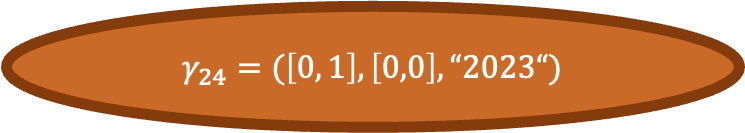 γ₂₄ = ([0, 1], [0,0], “2023“)